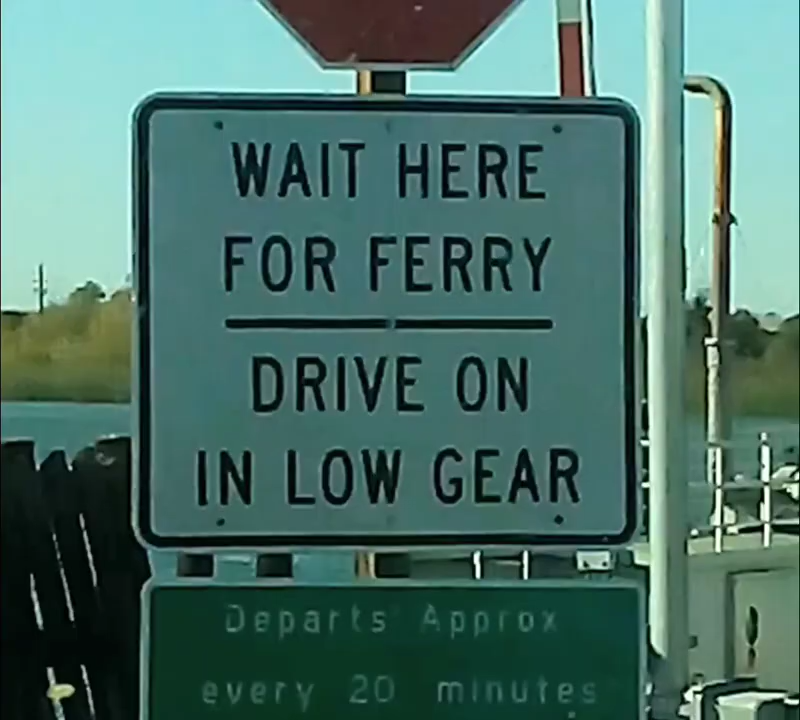 WAIT HERE
FOR FERRY
DRIVE ON
IN LOW GEAR
Departs Approx
every 20 minutes